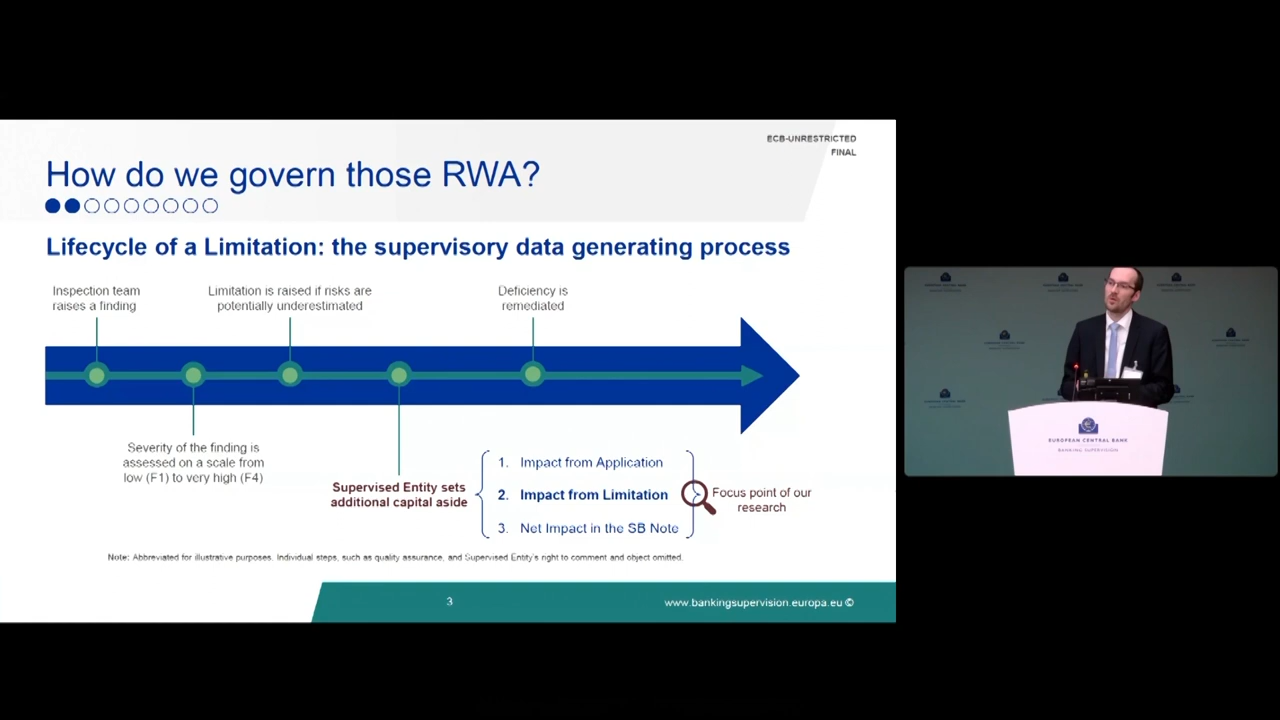 ECB-UNRESTRICTED
FINAL
How do we govern those RWA?
Lifecycle of a Limitation: the supervisory data generating process
Inspection team
raises a finding
Limitation is raised if risks are
potentially underestimated
Deficiency is
remediated
Severity of the finding is
assessed on a scale from
low (F1) to very high (F4)
Supervised Entity sets
additional capital aside
1. Impact from Application
2. Impact from Limitation
3. Net Impact in the SB Note
Focus point of our
research
Note: Abbreviated for illustrative purposes. Individual steps, such as quality assurance, and Supervised Entity's right to comment and object omitted.
3
www.bankingsupervision.europa.eu ©
EUROPEAN CENTRAL BANK
BANKING SUPERVISION